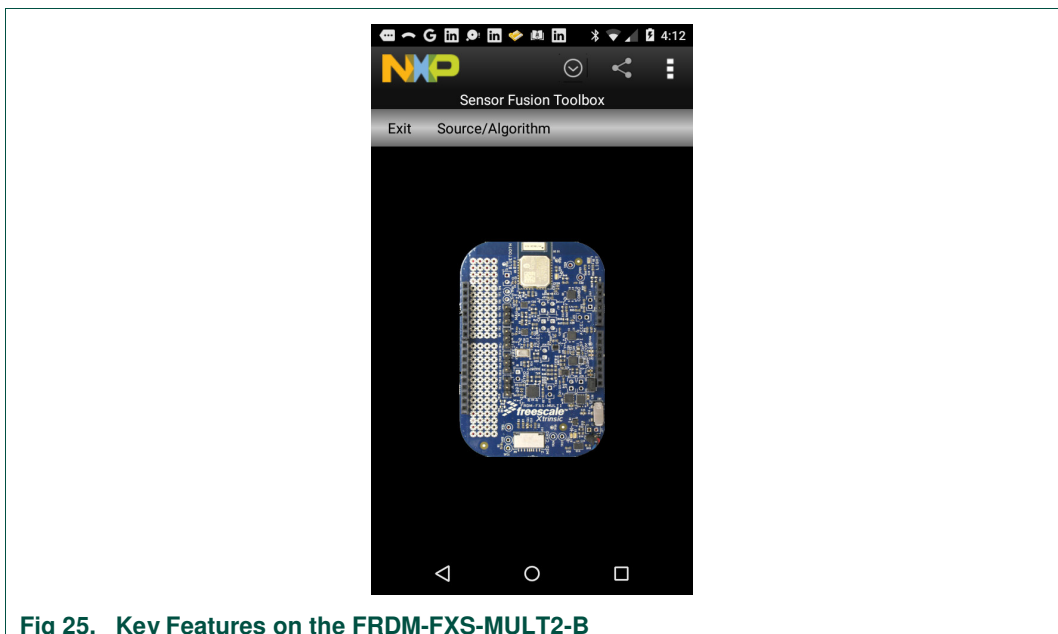 4:12
NXP
Sensor Fusion Toolbox
Exit Source/Algorithm
freescale
Xtrinsic
Fig 25. Key Features on the FRDM-FXS-MULT2-B